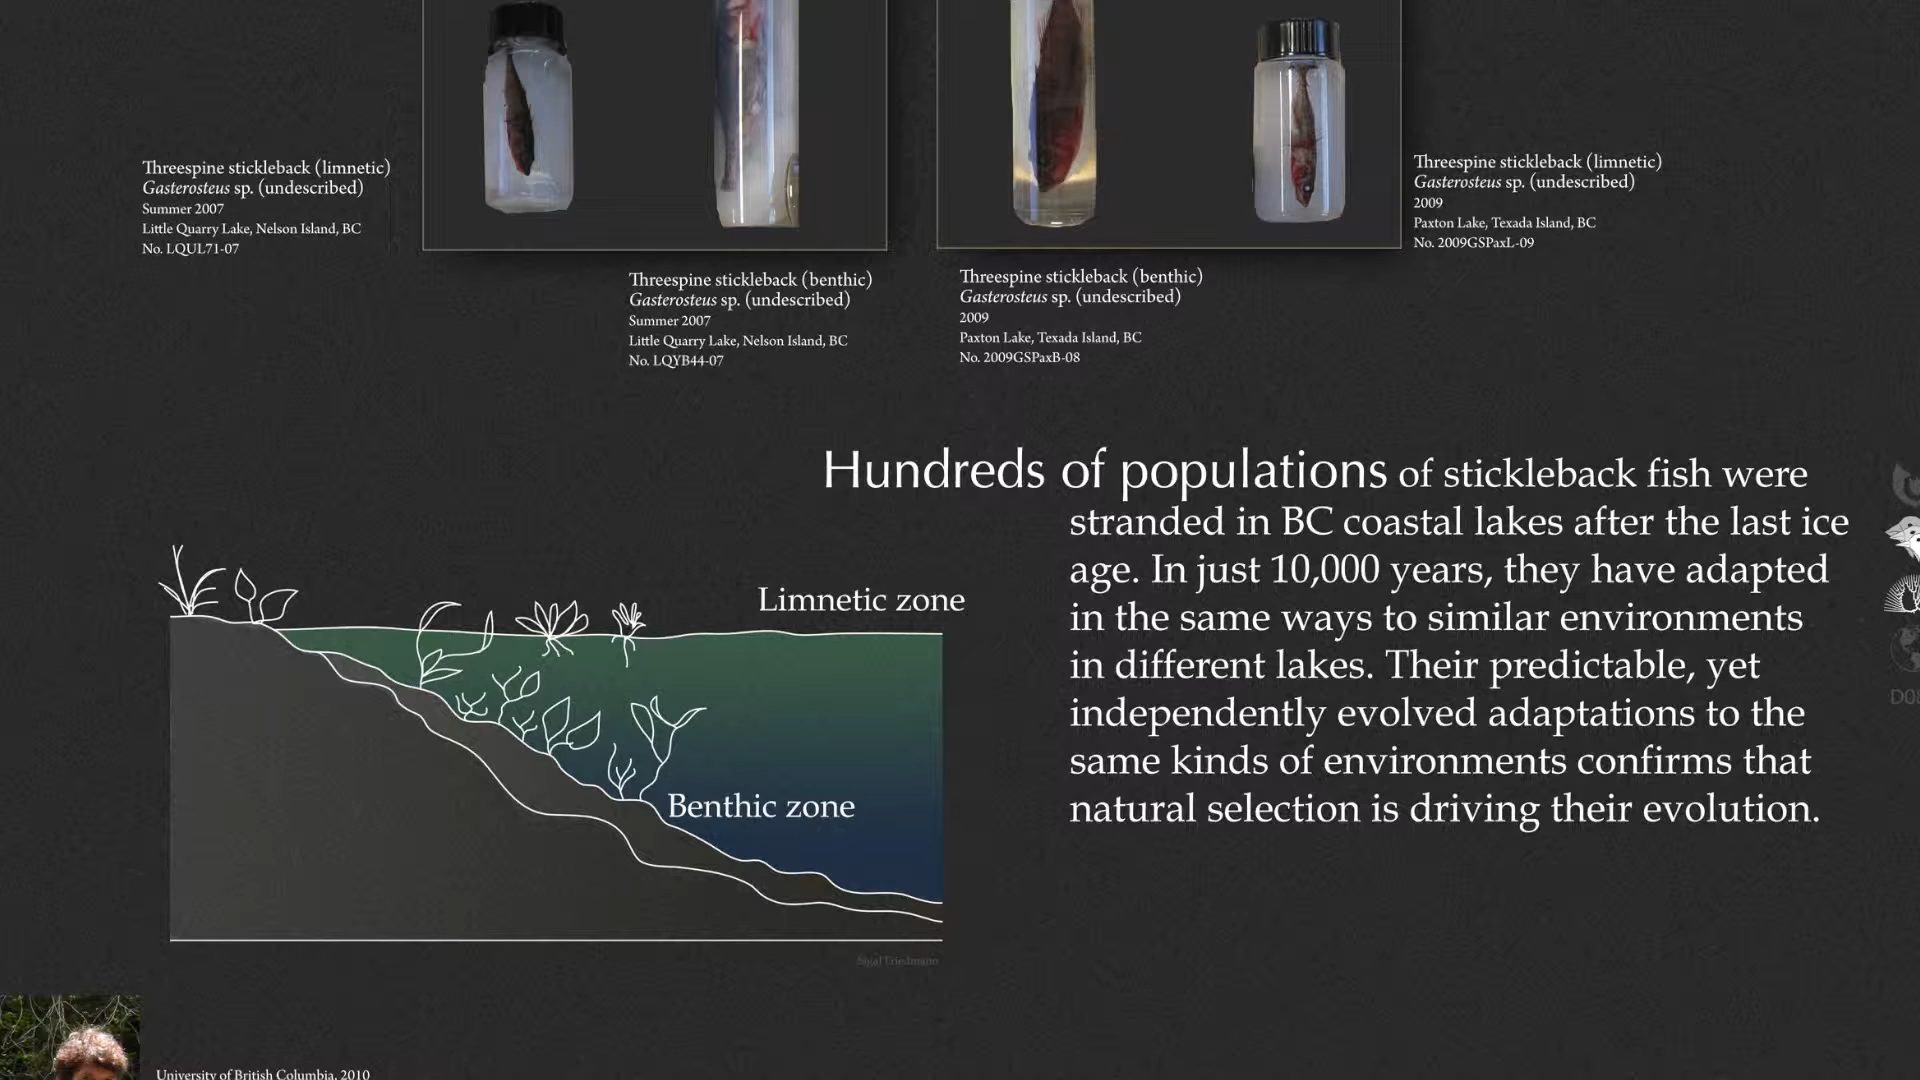 Threespine stickleback (limnetic)
Gasterosteus sp. (undescribed)
Summer 2007
Little Quarry Lake, Nelson Island, BC
No. LQUL71-07
Threespine stickleback (benthic)
Gasterosteus sp. (undescribed)
Summer 2007
Little Quarry Lake, Nelson Island, BC
No. LQYB44-07
Threespine stickleback (benthic)
Gasterosteus sp. (undescribed)
2009
Paxton Lake, Texada Island, BC
No. 2009GSPaxB-08
Threespine stickleback (limnetic)
Gasterosteus sp. (undescribed)
2009
Paxton Lake, Texada Island, BC
No. 2009GSPaxL-09
Hundreds of populations of stickleback fish were
stranded in BC coastal lakes after the last ice
age. In just 10,000 years, they have adapted
in the same ways to similar environments
in different lakes. Their predictable, yet
independently evolved adaptations to the
same kinds of environments confirms that
natural selection is driving their evolution.
Limnetic zone
Benthic zone
University of British Columbia, 2010